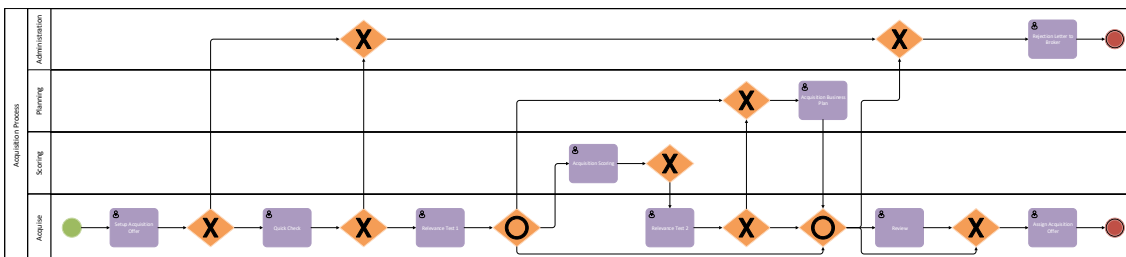 Acquisition Process
Administration
Rejection Letter to
Broker
Planning
Acquisition Business
Plan
Scoring
Acquisition Scoring
Acquise
Setup Acquisition
Offer
Quick Check
Relevance Test 1
Relevance Test 2
Review
Assign Acquisition
Offer